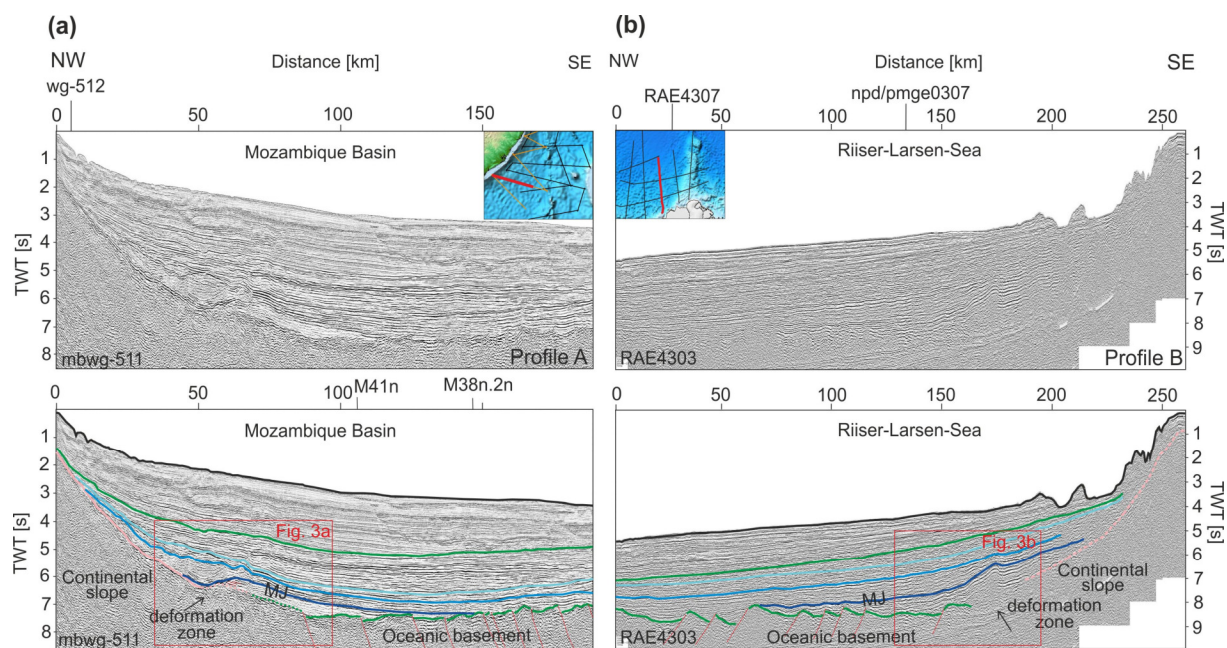 (a)
NW Distance [km] SE
wg-512
0 50 100 150
Mozambique Basin
TWT [s]
1
2
3
4
5
6
7
8
mbwg-511
Profile A
0 50 100 M41n M38n.2n 150
Mozambique Basin
TWT [s]
1
2
3
4
5
6
7
8
Fig. 3a
Continental
slope
MJ
deformation
zone
Oceanic basement
mbwg-511
(b)
NW Distance [km] SE
RAE4307 npd/pmge0307
0 50 100 150 200 250
Riiser-Larsen-Sea
TWT [s]
1
2
3
4
5
6
7
8
9
RAE4303
Profile B
0 50 100 150 200 250
Riiser-Larsen-Sea
TWT [s]
1
2
3
4
5
6
7
8
9
Fig. 3b
MJ
Continental
slope
deformation
zone
Oceanic basement
RAE4303